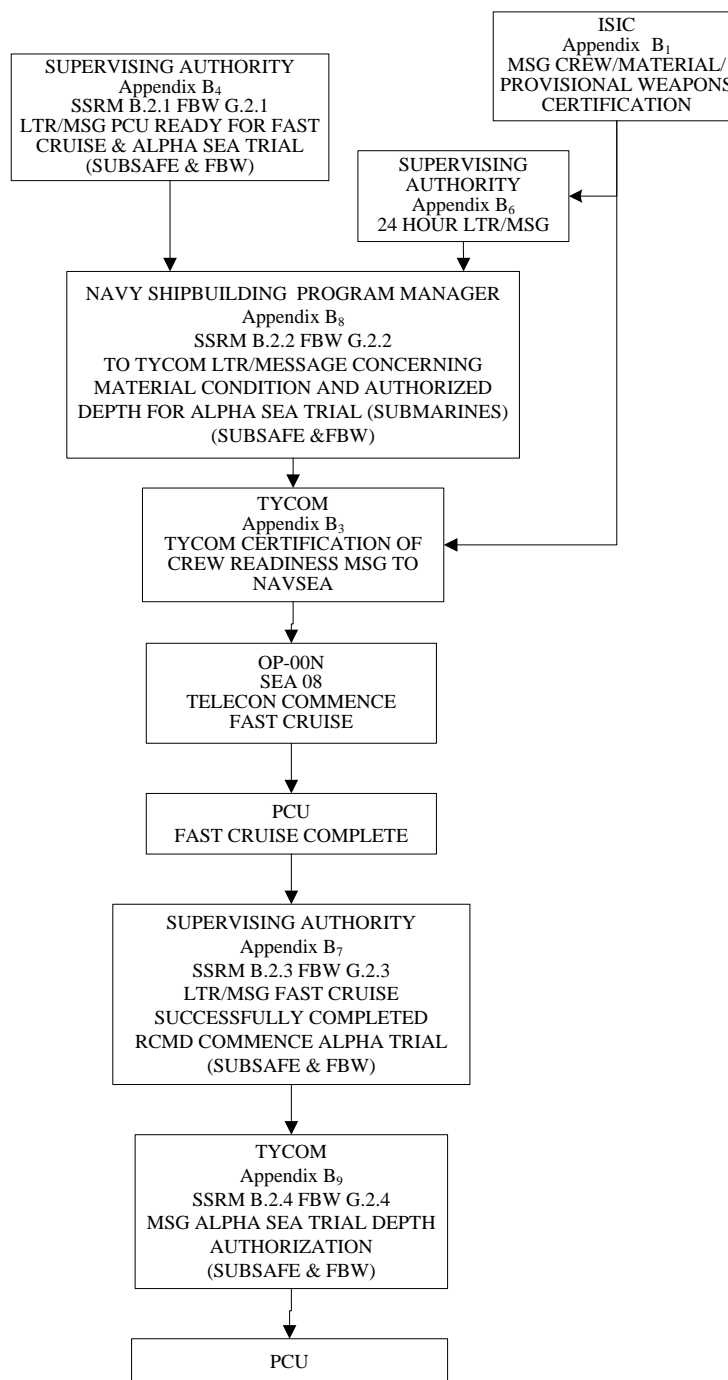 ISIC
Appendix B₁
MSG CREW/MATERIAL/
PROVISIONAL WEAPONS
CERTIFICATION
SUPERVISING AUTHORITY
Appendix B₄
SSRM B.2.1 FBW G.2.1
LTR/MSG PCU READY FOR FAST
CRUISE & ALPHA SEA TRIAL
(SUBSAFE & FBW)
SUPERVISING
AUTHORITY
Appendix B₆
24 HOUR LTR/MSG
NAVY SHIPBUILDING PROGRAM MANAGER
Appendix B₈
SSRM B.2.2 FBW G.2.2
TO TYCOM LTR/MESSAGE CONCERNING
MATERIAL CONDITION AND AUTHORIZED
DEPTH FOR ALPHA SEA TRIAL (SUBMARINES)
(SUBSAFE &FBW)
TYCOM
Appendix B₃
TYCOM CERTIFICATION OF
CREW READINESS MSG TO
NAVSEA
OP-00N
SEA 08
TELECON COMMENCE
FAST CRUISE
PCU
FAST CRUISE COMPLETE
SUPERVISING AUTHORITY
Appendix B₇
SSRM B.2.3 FBW G.2.3
LTR/MSG FAST CRUISE
SUCCESSFULLY COMPLETED
RCMD COMMENCE ALPHA TRIAL
(SUBSAFE & FBW)
TYCOM
Appendix B₉
SSRM B.2.4 FBW G.2.4
MSG ALPHA SEA TRIAL DEPTH
AUTHORIZATION
(SUBSAFE & FBW)
PCU